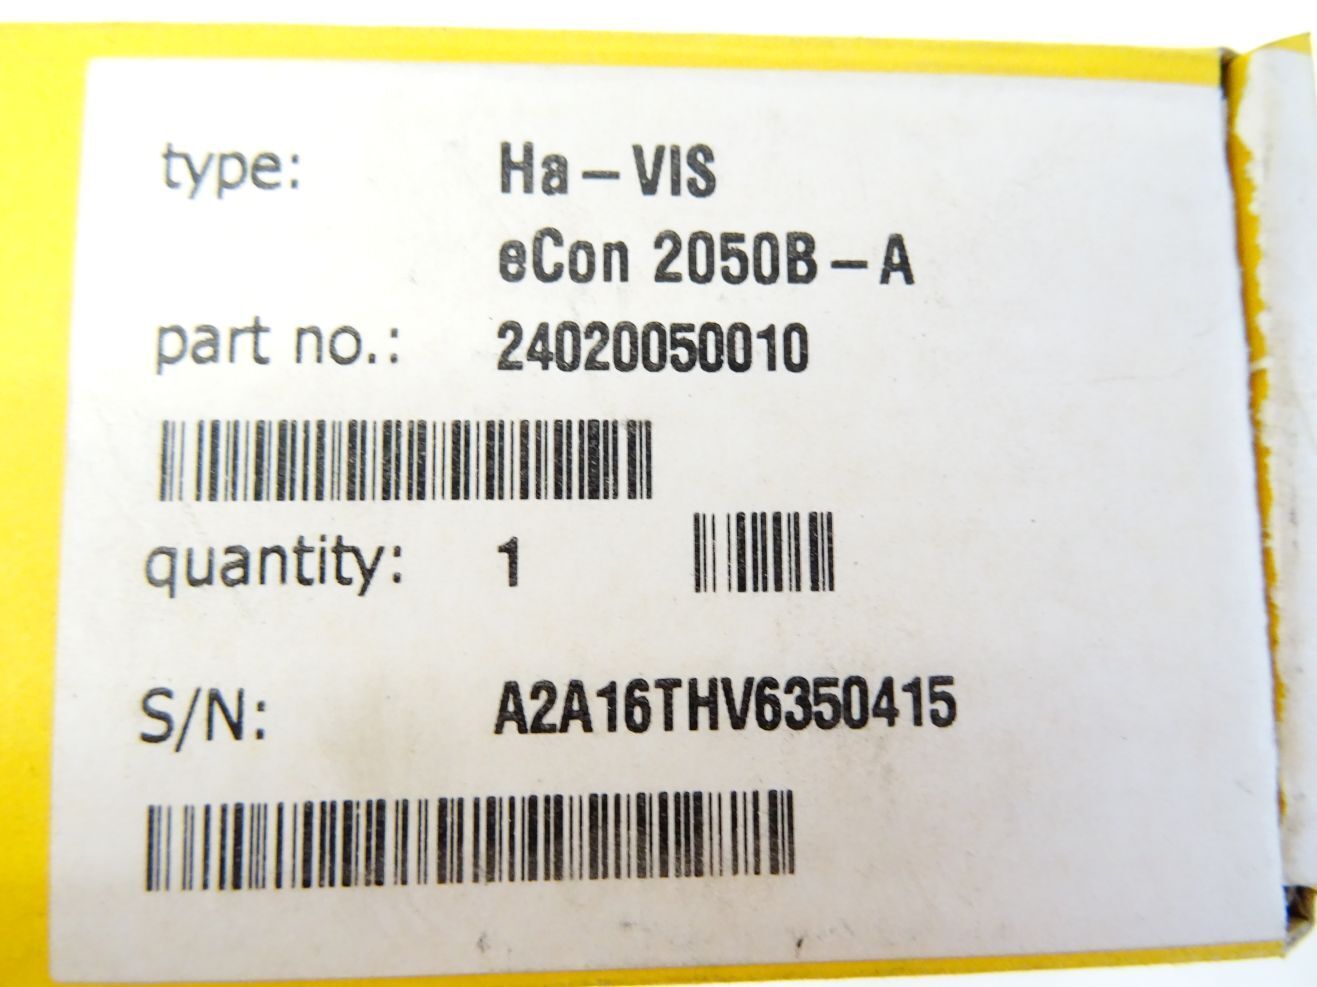 type: Ha-VIS
eCon 2050B-A
part no.: 24020050010
quantity: 1
S/N: A2A16THV6350415